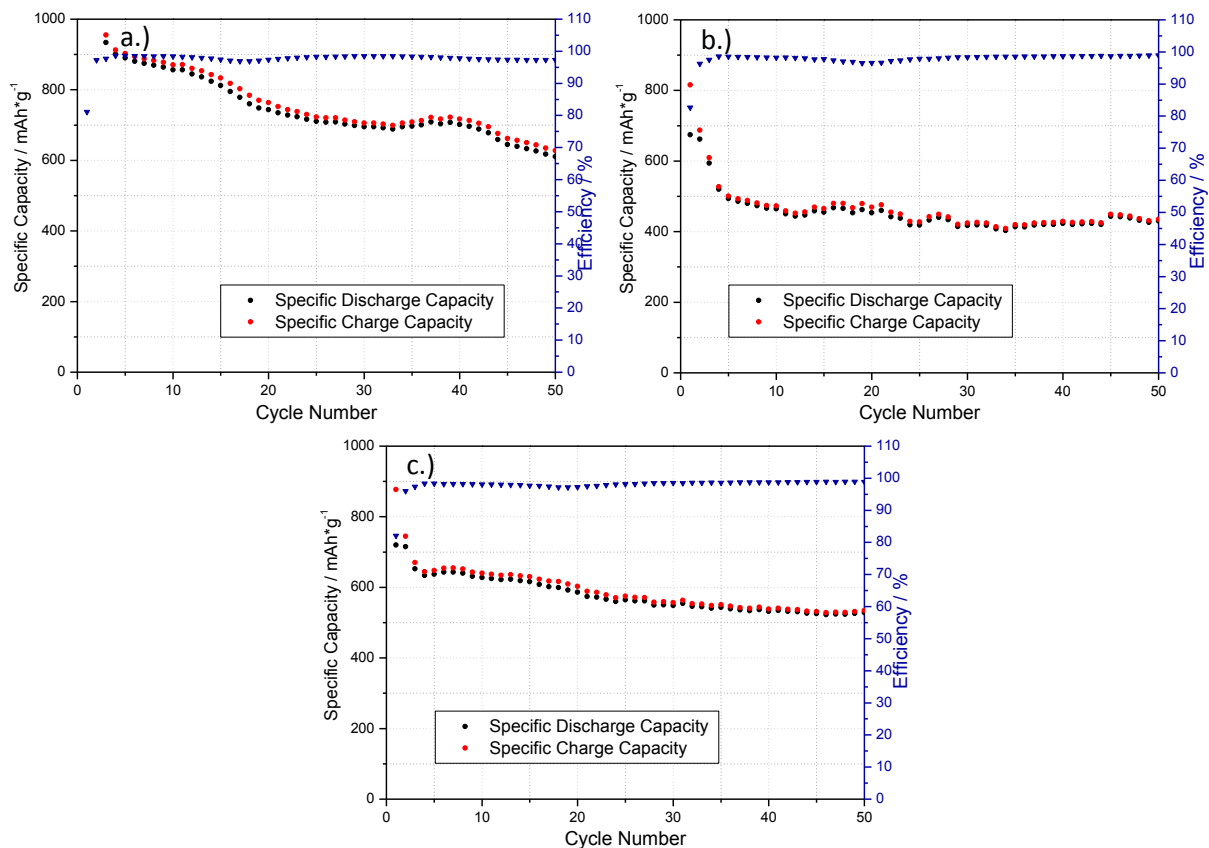 a.)
Specific Capacity / mAh*g⁻¹
1000
800
600
400
200
0
110
100
90
80
70
60
50
40
30
20
10
0
Efficiency / %
Specific Discharge Capacity
Specific Charge Capacity
0 10 20 30 40 50
Cycle Number
b.)
Specific Capacity / mAh*g⁻¹
1000
800
600
400
200
0
110
100
90
80
70
60
50
40
30
20
10
0
Efficiency / %
Specific Discharge Capacity
Specific Charge Capacity
0 10 20 30 40 50
Cycle Number
c.)
Specific Capacity / mAh*g⁻¹
1000
800
600
400
200
0
110
100
90
80
70
60
50
40
30
20
10
0
Efficiency / %
Specific Discharge Capacity
Specific Charge Capacity
0 10 20 30 40 50
Cycle Number